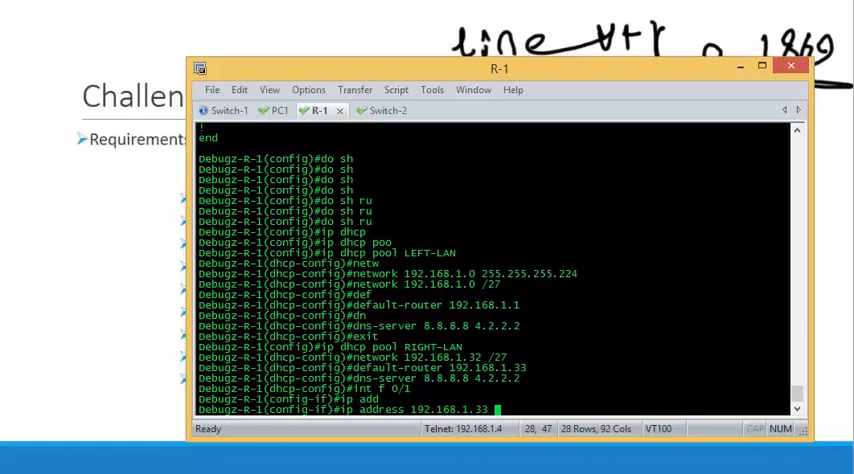 line vty 0 1869
R-1
Challen
Requirements
File Edit View Options Transfer Script Tools Window Help
Switch-1 PC1 R-1 Switch-2
!
end
Debugz-R-1(config)#do sh
Debugz-R-1(config)#do sh
Debugz-R-1(config)#do sh
Debugz-R-1(config)#do sh
Debugz-R-1(config)#do sh ru
Debugz-R-1(config)#do sh ru
Debugz-R-1(config)#do sh ru
Debugz-R-1(config)#ip dhcp
Debugz-R-1(config)#ip dhcp poo
Debugz-R-1(config)#ip dhcp pool LEFT-LAN
Debugz-R-1(dhcp-config)#netw
Debugz-R-1(dhcp-config)#network 192.168.1.0 255.255.255.224
Debugz-R-1(dhcp-config)#network 192.168.1.0 /27
Debugz-R-1(dhcp-config)#def
Debugz-R-1(dhcp-config)#default-router 192.168.1.1
Debugz-R-1(dhcp-config)#dn
Debugz-R-1(dhcp-config)#dns-server 8.8.8.8 4.2.2.2
Debugz-R-1(dhcp-config)#exit
Debugz-R-1(config)#ip dhcp pool RIGHT-LAN
Debugz-R-1(dhcp-config)#network 192.168.1.32 /27
Debugz-R-1(dhcp-config)#default-router 192.168.1.33
Debugz-R-1(dhcp-config)#dns-server 8.8.8.8 4.2.2.2
Debugz-R-1(dhcp-config)#int f 0/1
Debugz-R-1(config-if)#ip add
Debugz-R-1(config-if)#ip address 192.168.1.33
Ready Telnet: 192.168.1.4 28, 47 28 Rows, 92 Cols VT100 CAP NUM